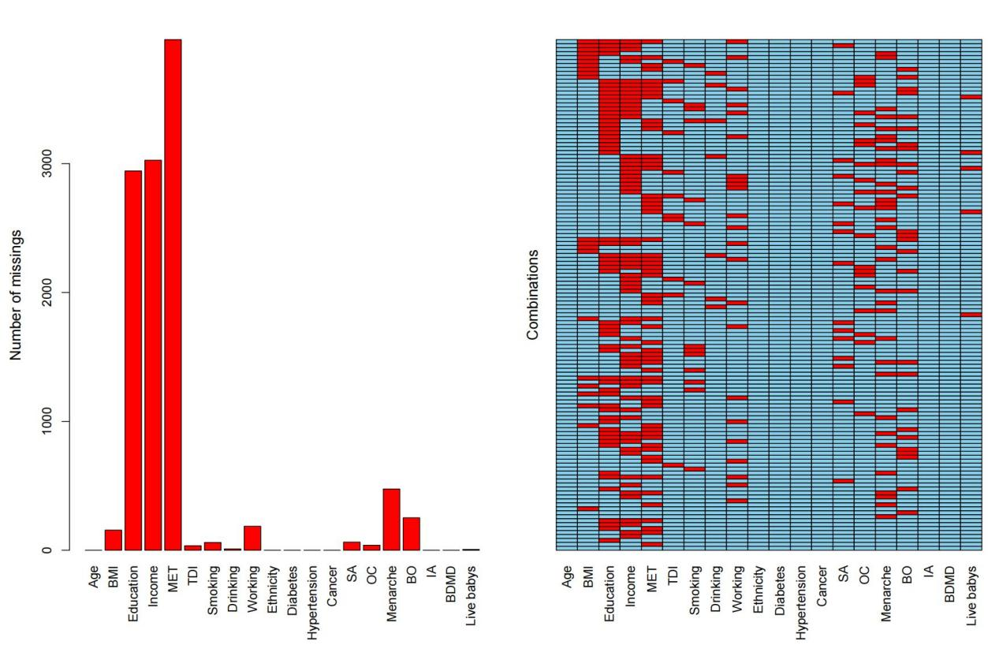 Number of missings
3000
2000
1000
0
Age
BMI
Education
Income
MET
TDI
Smoking
Drinking
Working
Ethnicity
Diabetes
Hypertension
Cancer
SA
OC
Menarche
BO
IA
BDMD
Live babys
Combinations
Age
BMI
Education
Income
MET
TDI
Smoking
Drinking
Working
Ethnicity
Diabetes
Hypertension
Cancer
SA
OC
Menarche
BO
IA
BDMD
Live babys